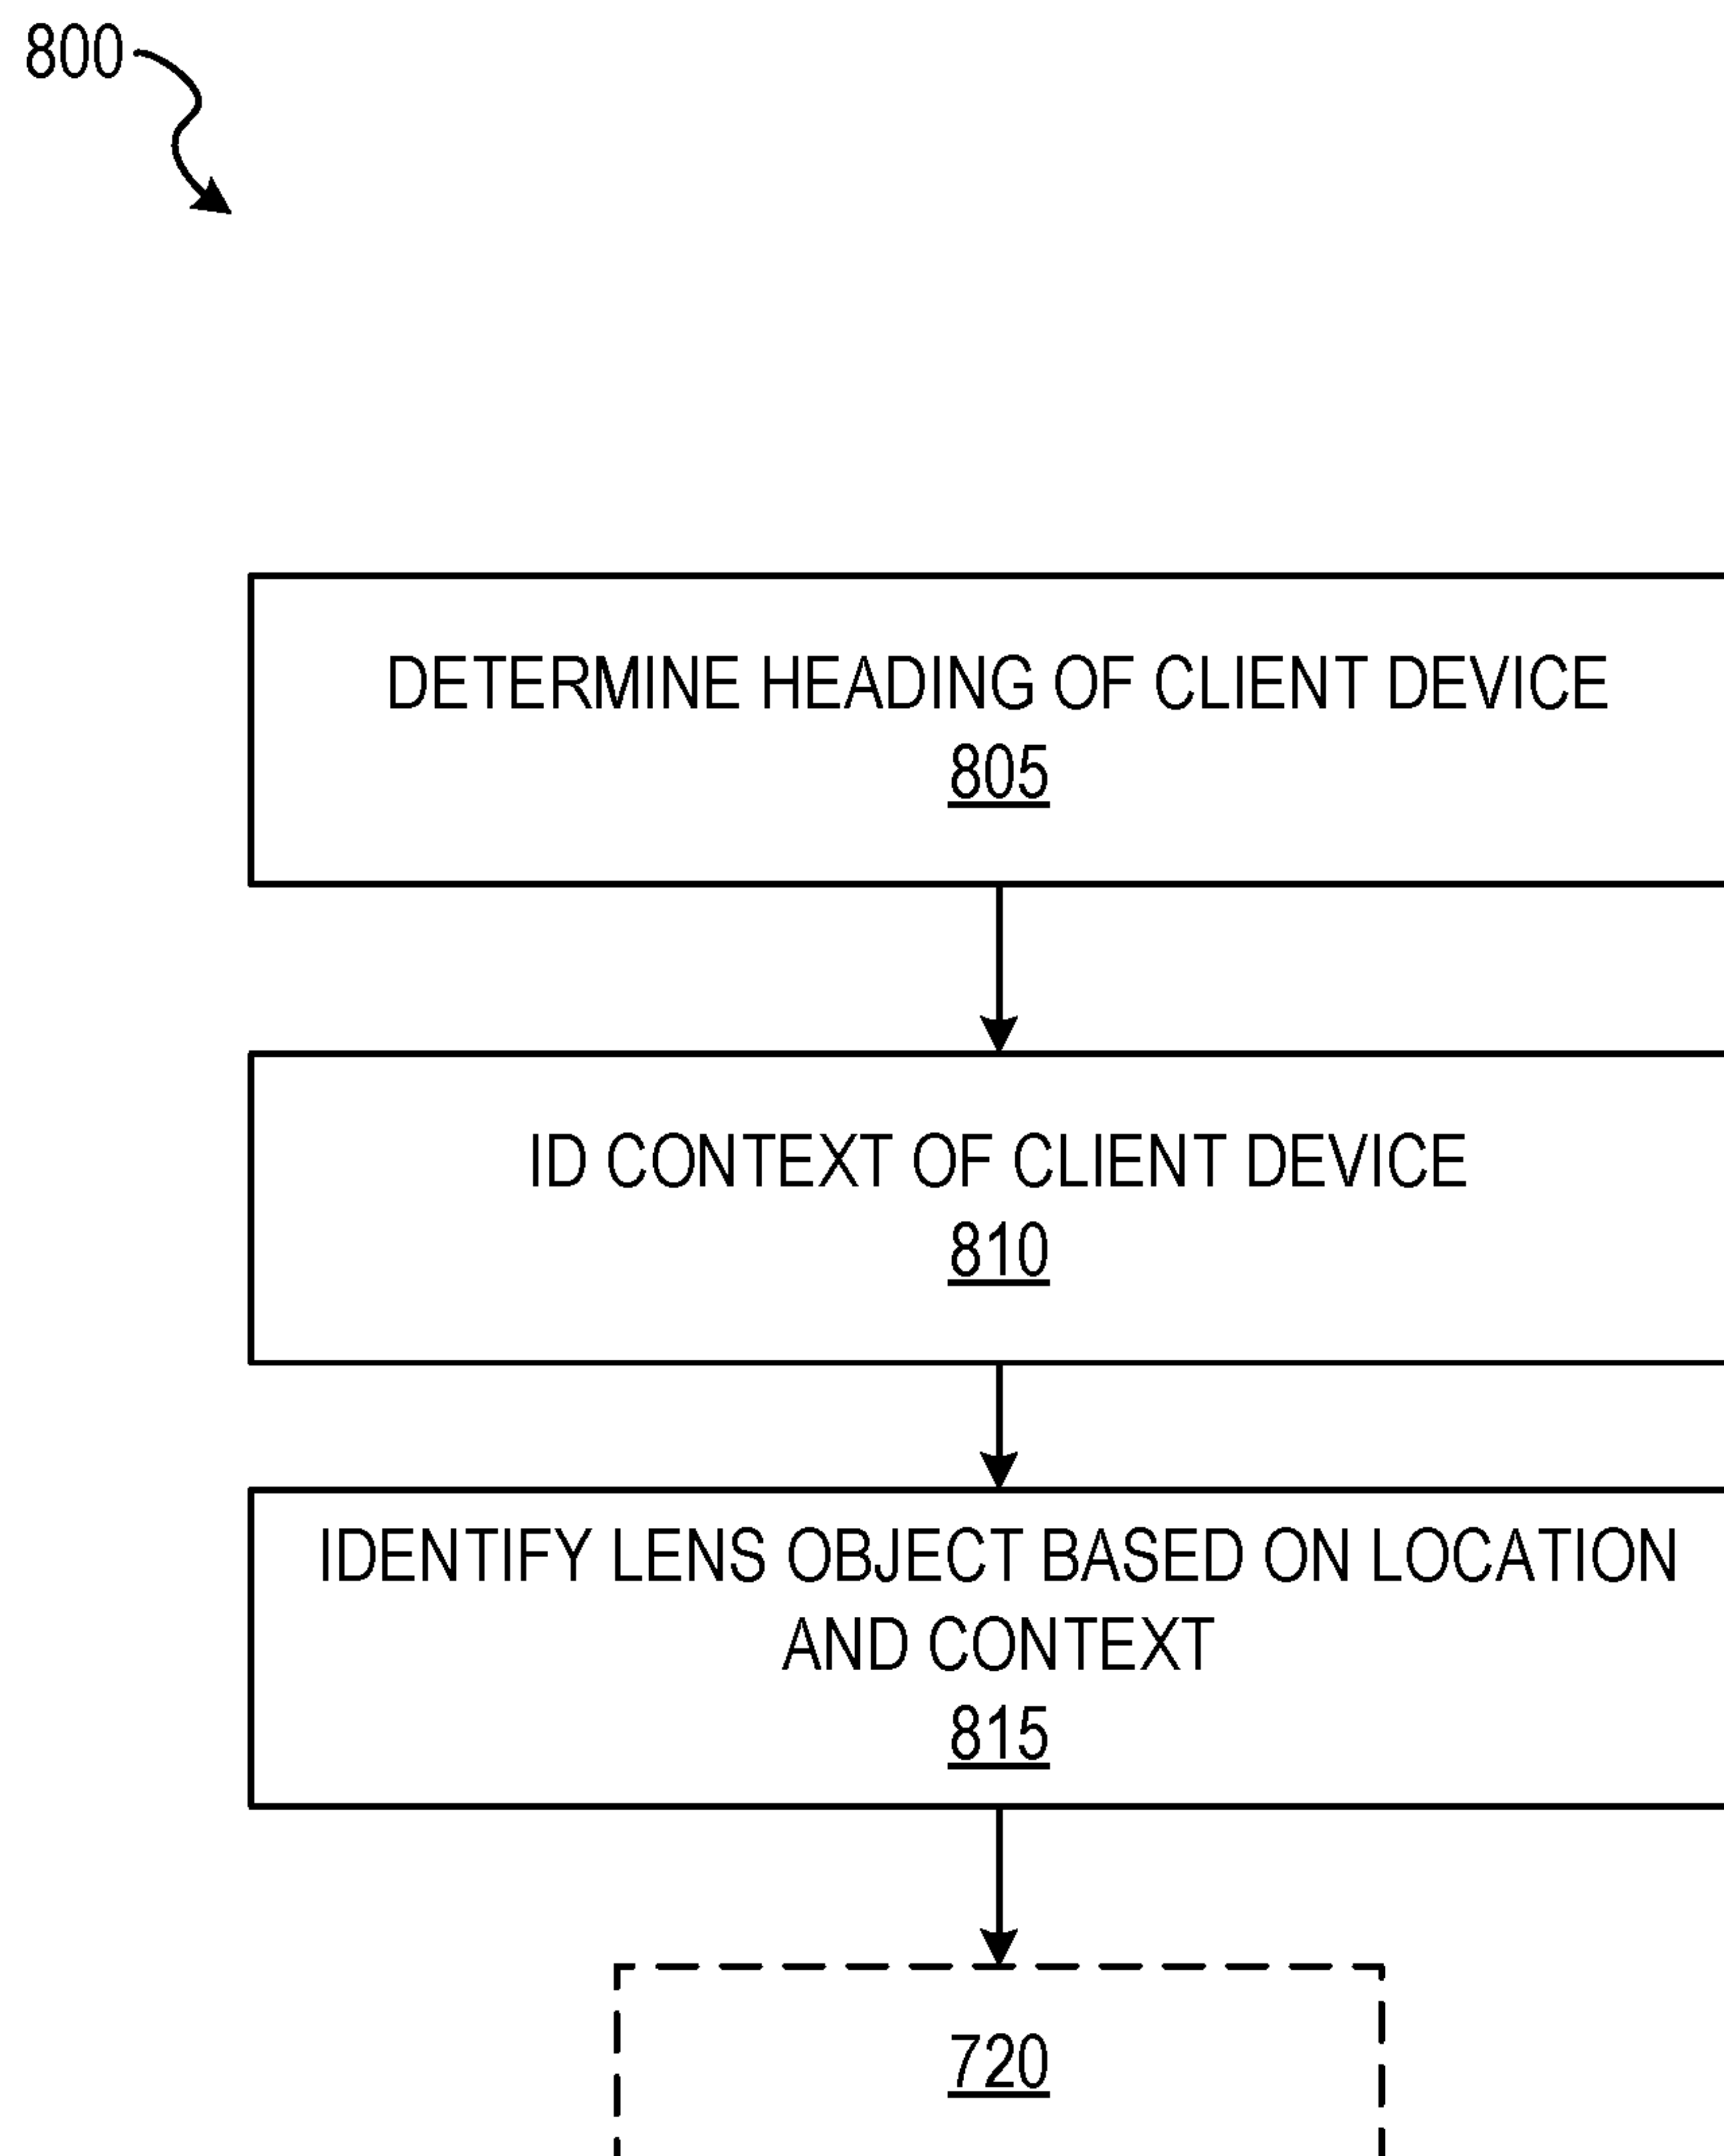 800
DETERMINE HEADING OF CLIENT DEVICE
805
ID CONTEXT OF CLIENT DEVICE
810
IDENTIFY LENS OBJECT BASED ON LOCATION
AND CONTEXT
815
720